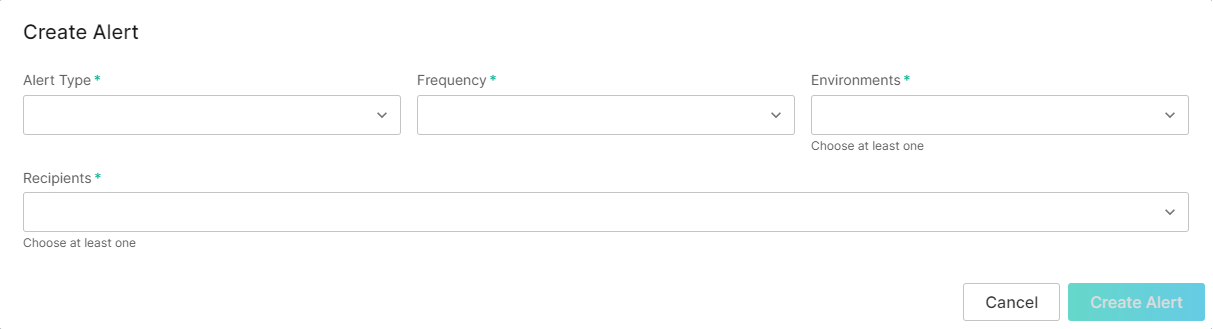 Create Alert
Alert Type *
Frequency *
Environments *
Choose at least one
Recipients *
Choose at least one
Cancel
Create Alert